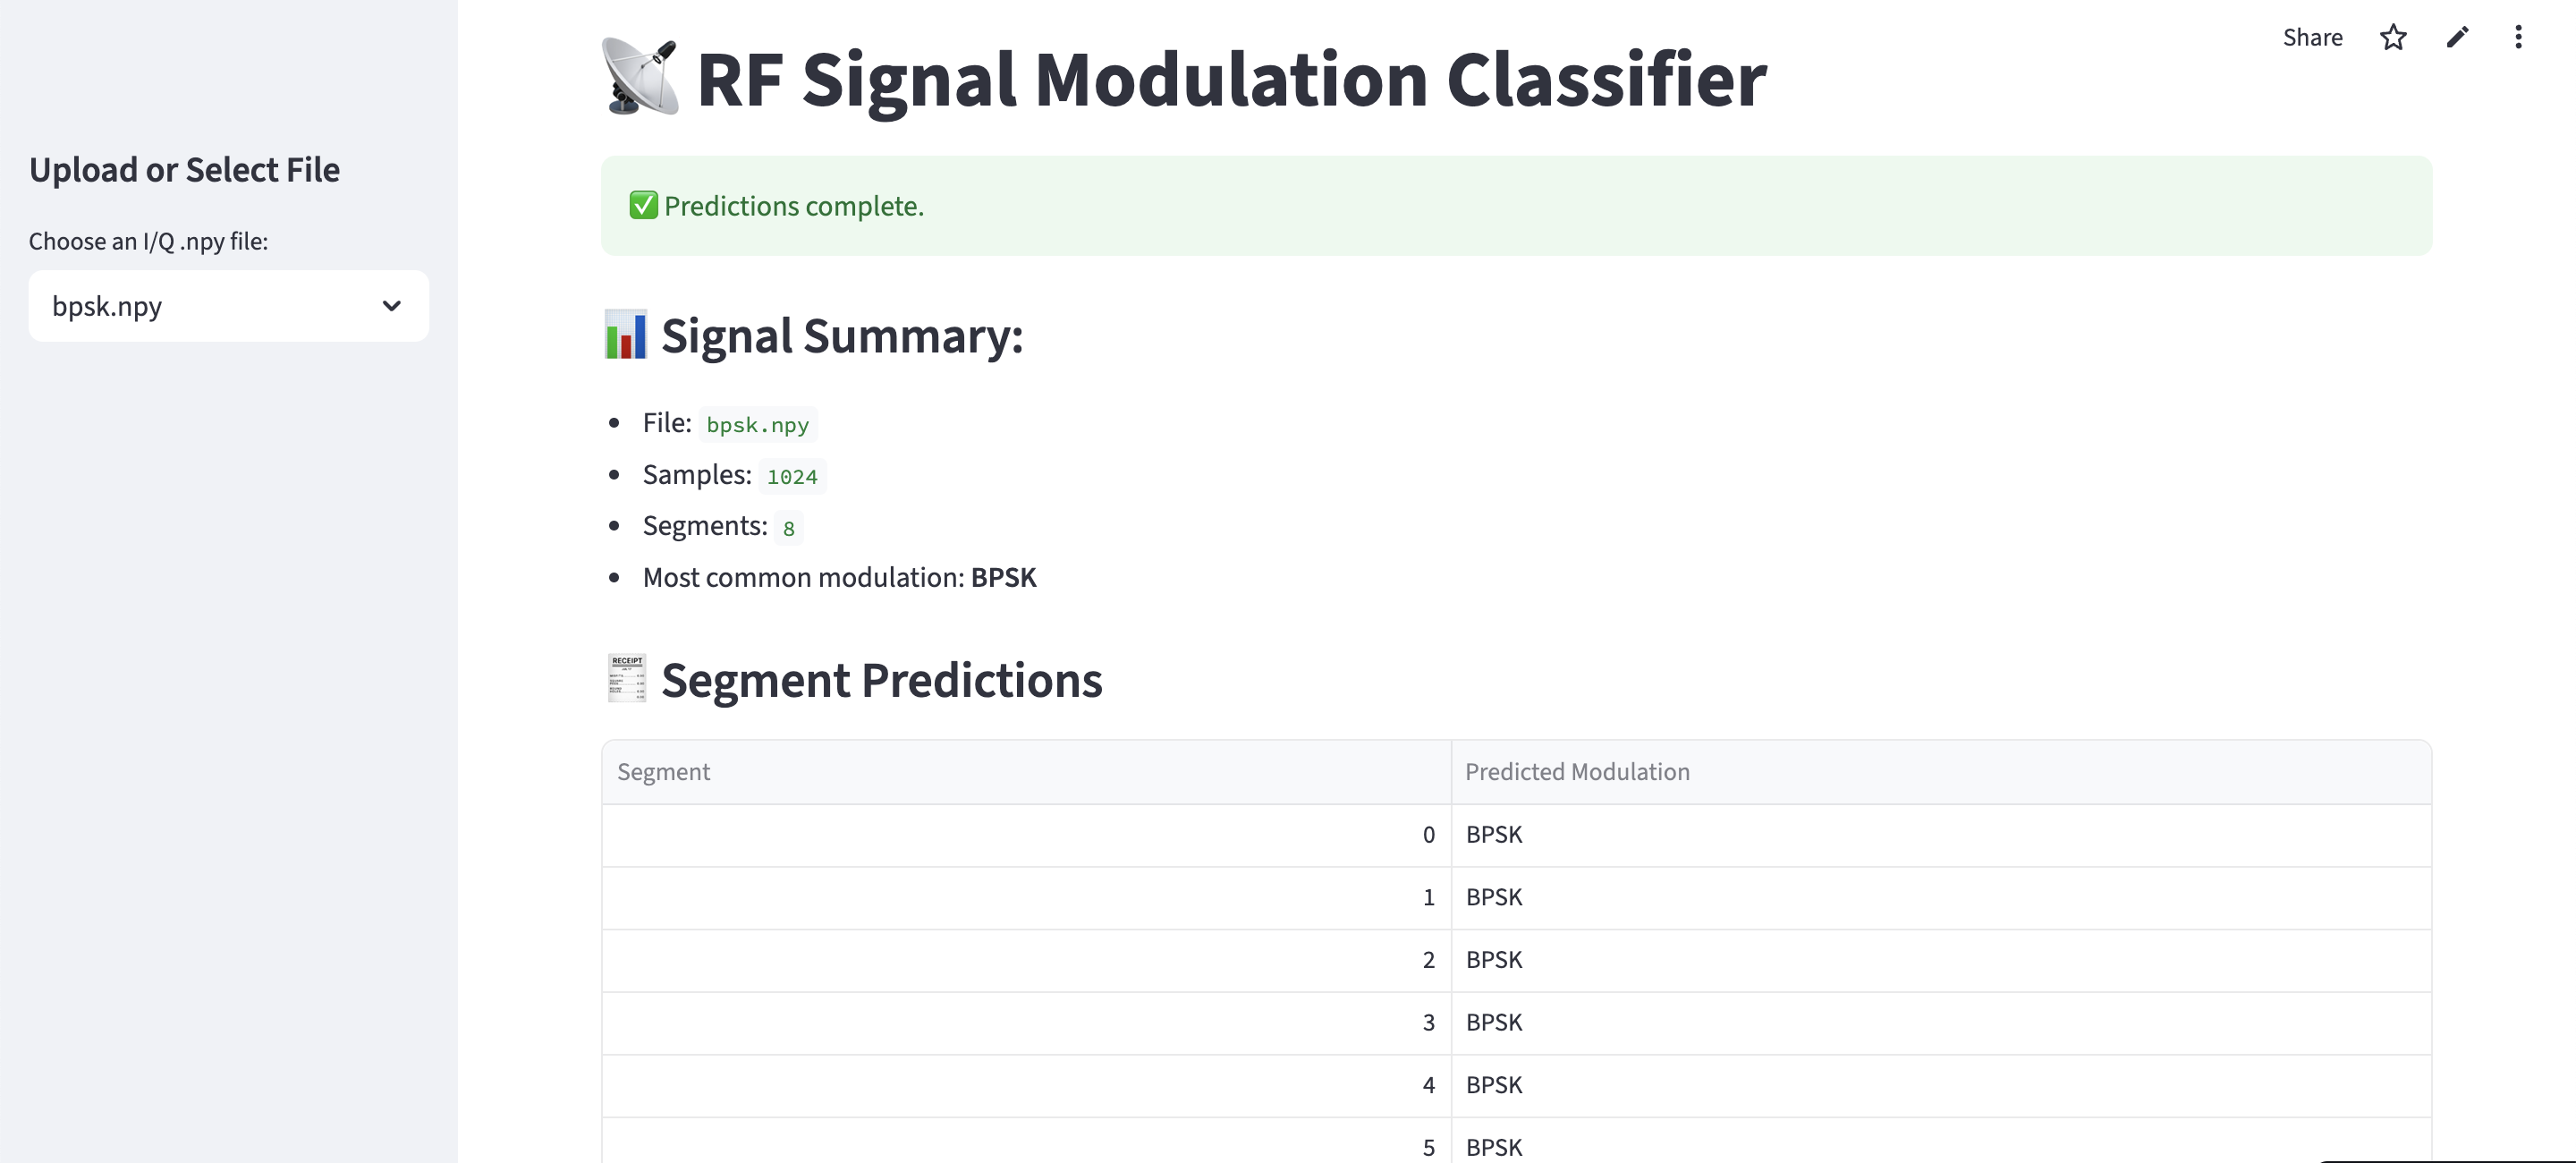 Share
Upload or Select File
Choose an I/Q .npy file:
bpsk.npy
RF Signal Modulation Classifier
Predictions complete.
Signal Summary:
File: bpsk.npy
Samples: 1024
Segments: 8
Most common modulation: BPSK
RECEIPT
Segment Predictions
Segment Predicted Modulation
0 BPSK
1 BPSK
2 BPSK
3 BPSK
4 BPSK
5 BPSK